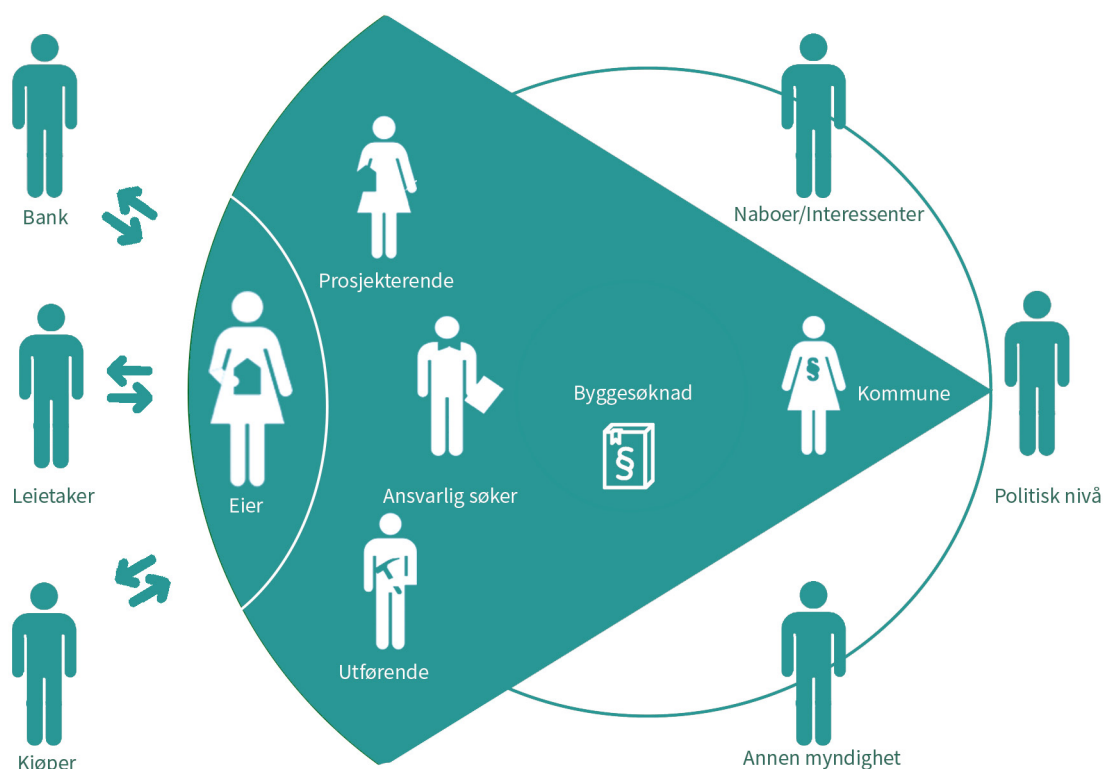 Bank
Naboer/Interessenter
Prosjekterende
§
Byggesøknad
Kommune
§
Leietaker
Eier
Ansvarlig søker
Politisk nivå
Utførende
Kjøper
Annen myndighet